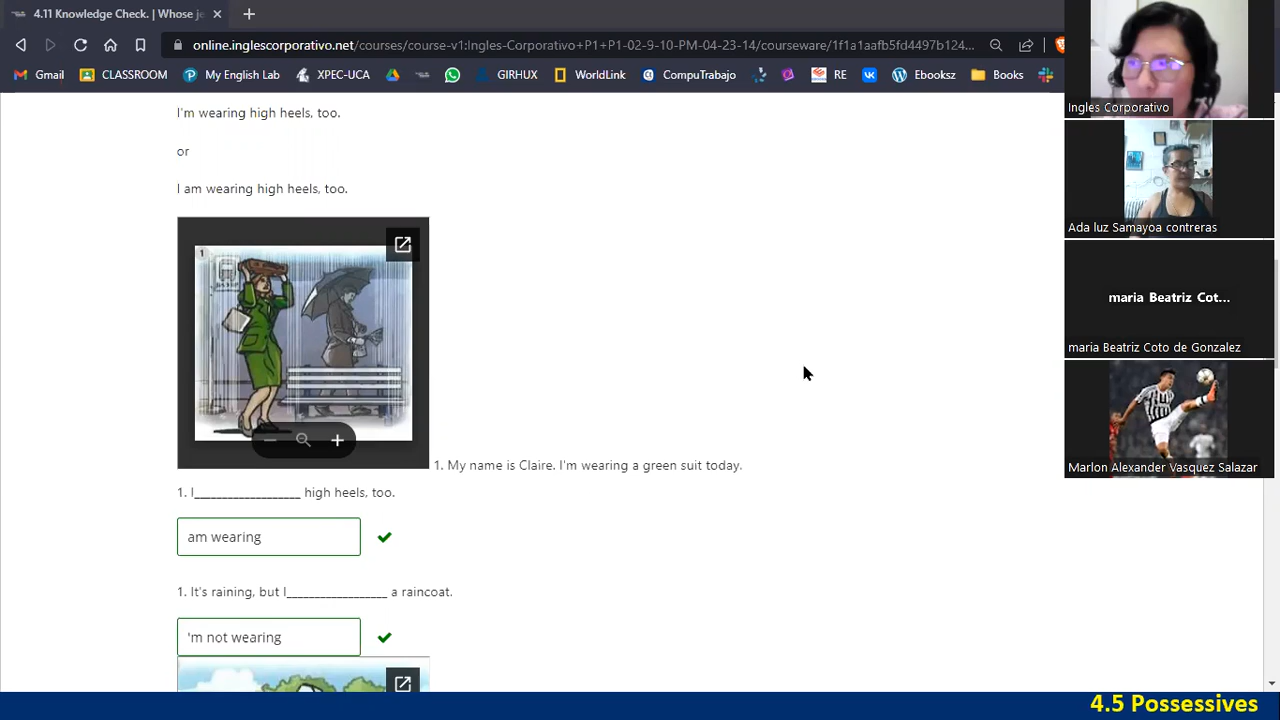 4.11 Knowledge Check. | Whose je
online.inglescorporativo.net/courses/course-v1:Ingles-Corporativo+P1+P1-02-9-10-PM-04-23-14/courseware/1f1a1aafb5fd4497b124...
Gmail CLASSROOM My English Lab XPEC-UCA GIRHUX WorldLink CompuTrabajo RE Ebooksz Books
I'm wearing high heels, too.
or
I am wearing high heels, too.
1
1. My name is Claire. I'm wearing a green suit today.
1. I___________________ high heels, too.
am wearing
1. It's raining, but I__________________ a raincoat.
'm not wearing
Ingles Corporativo
Ada luz Samayoa contreras
maria Beatriz Cot...
maria Beatriz Coto de Gonzalez
Marlon Alexander Vasquez Salazar
4.5 Possessives